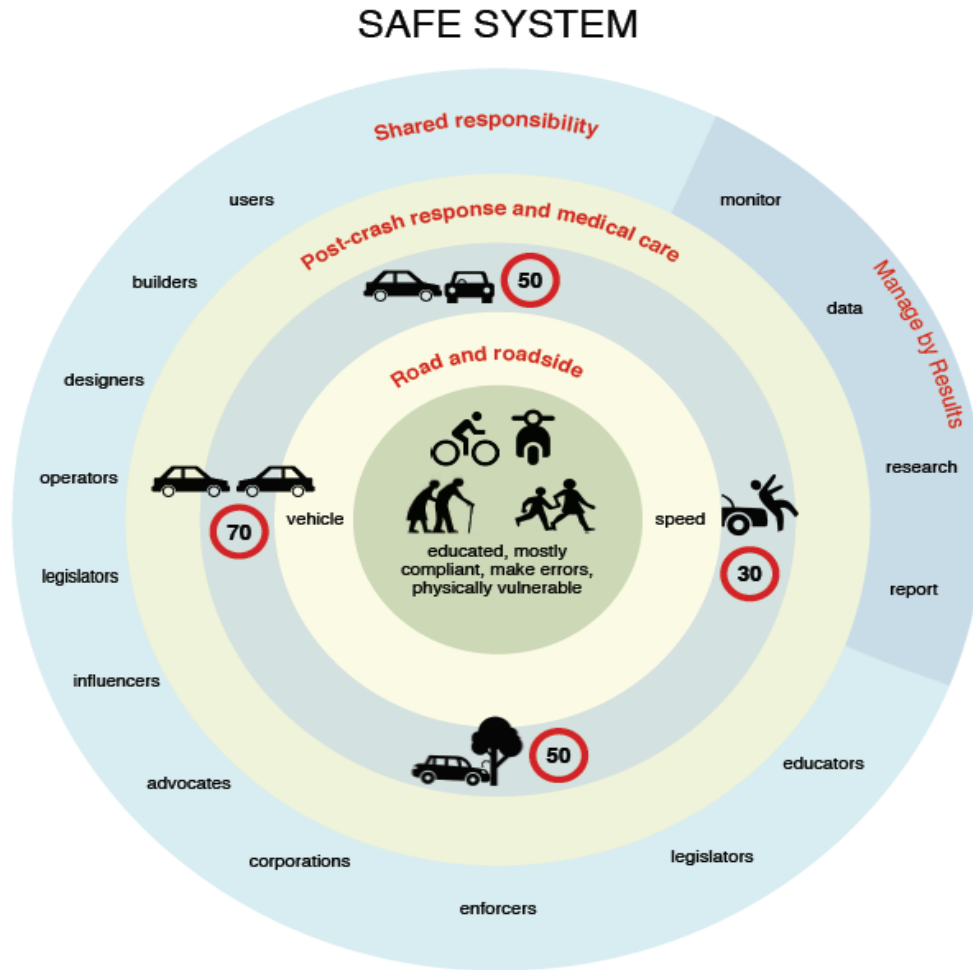 SAFE SYSTEM
Shared responsibility
users
monitor
Post-crash response and medical care
builders
50
data
Manage by Results
Road and roadside
designers
operators
research
vehicle
speed
70
educated, mostly
compliant, make errors,
physically vulnerable
30
legislators
report
influencers
50
educators
advocates
corporations
legislators
enforcers